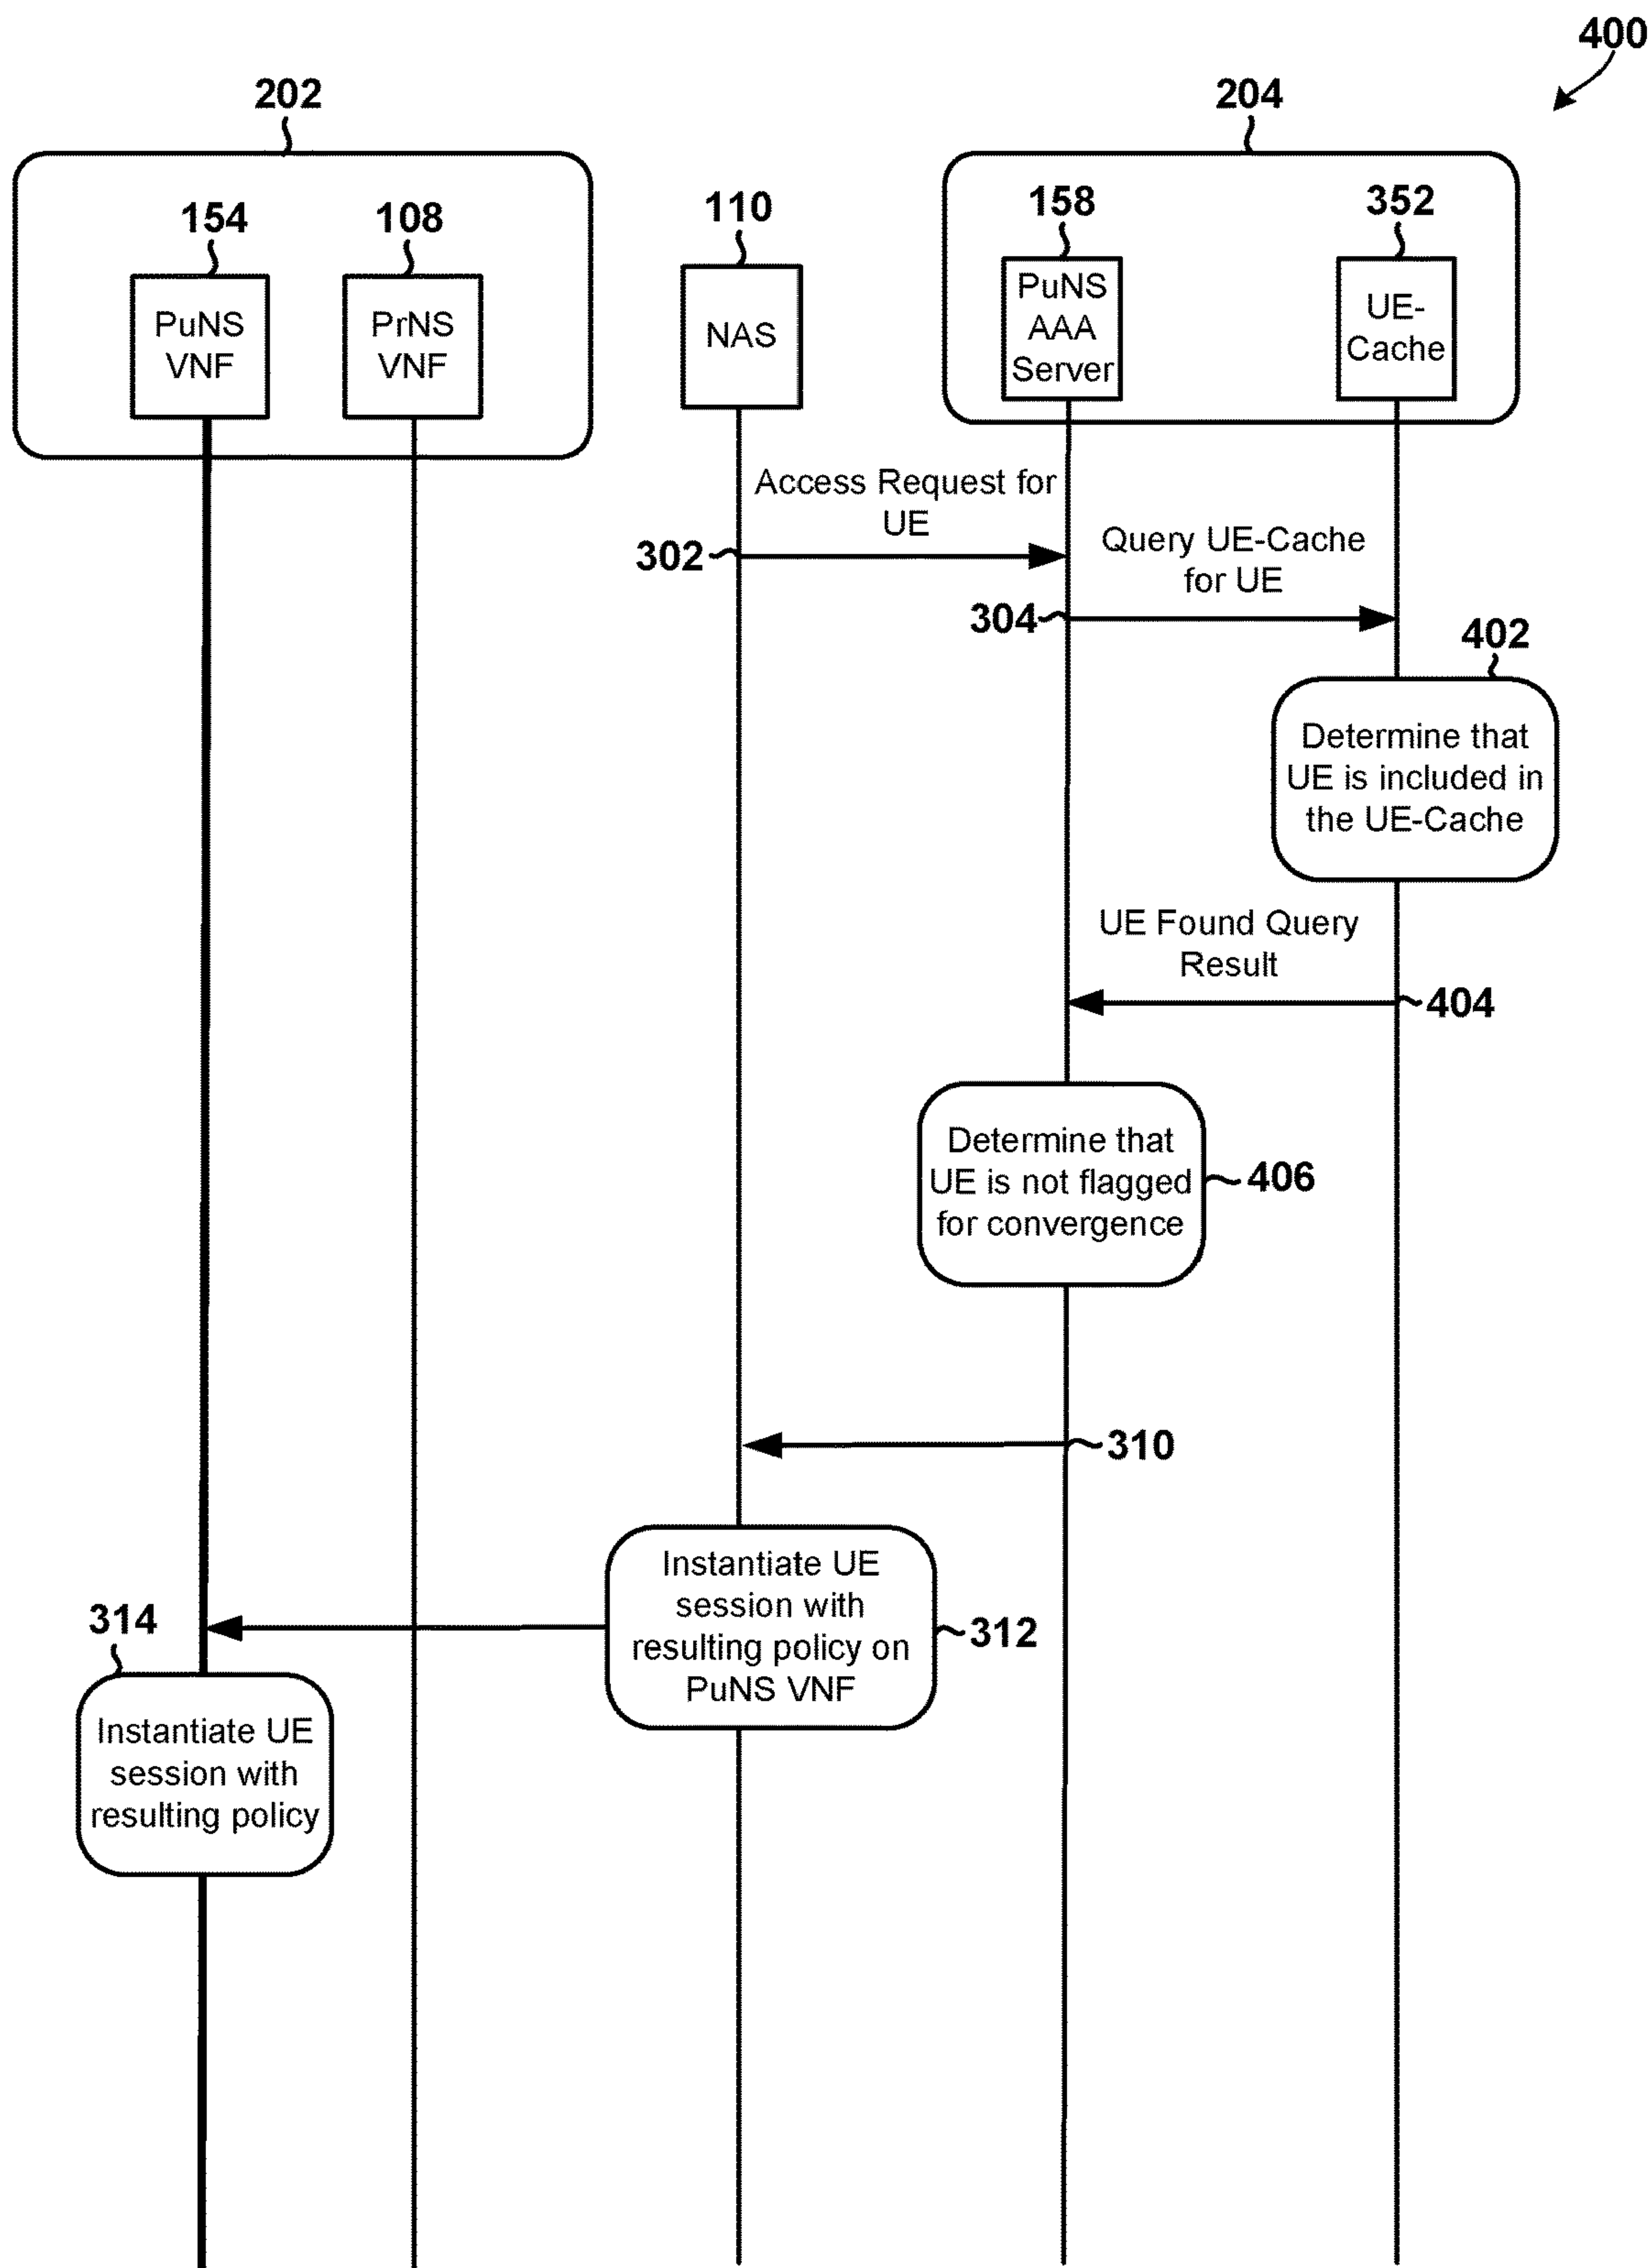 400
202
204
154
108
110
158
352
PuNS
VNF
PrNS
VNF
NAS
PuNS
AAA
Server
UE-
Cache
Access Request for
UE
302
Query UE-Cache
for UE
304
402
Determine that
UE is included in
the UE-Cache
UE Found Query
Result
404
Determine that
UE is not flagged
for convergence
406
310
Instantiate UE
session with
resulting policy on
PuNS VNF
312
314
Instantiate UE
session with
resulting policy